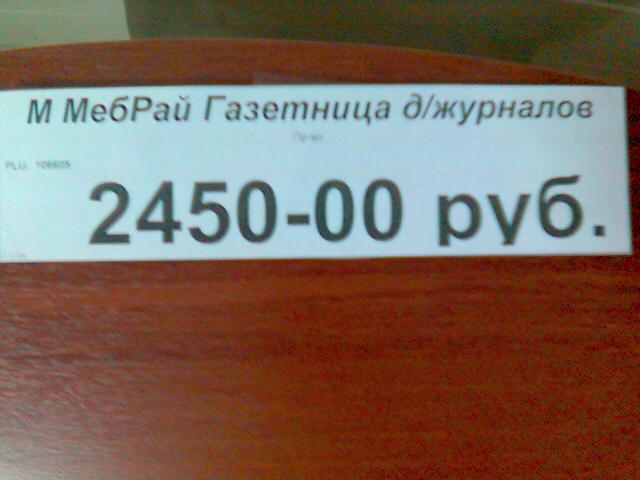 М МебРай Газетница д/журналов
PLU: 106605
2450-00 руб.